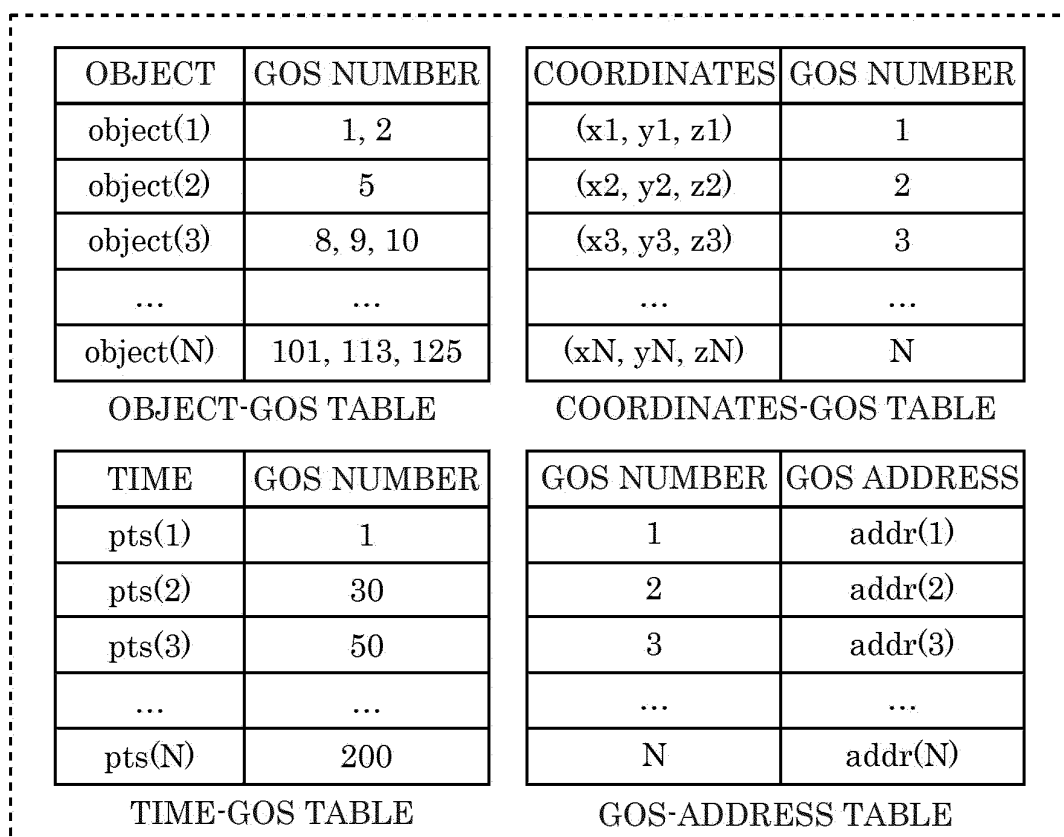 OBJECT GOS NUMBER
object(1) 1, 2
object(2) 5
object(3) 8, 9, 10
... ...
object(N) 101, 113, 125
OBJECT-GOS TABLE
COORDINATES GOS NUMBER
(x1, y1, z1) 1
(x2, y2, z2) 2
(x3, y3, z3) 3
... ...
(xN, yN, zN) N
COORDINATES-GOS TABLE
TIME GOS NUMBER
pts(1) 1
pts(2) 30
pts(3) 50
... ...
pts(N) 200
TIME-GOS TABLE
GOS NUMBER GOS ADDRESS
1 addr(1)
2 addr(2)
3 addr(3)
... ...
N addr(N)
GOS-ADDRESS TABLE